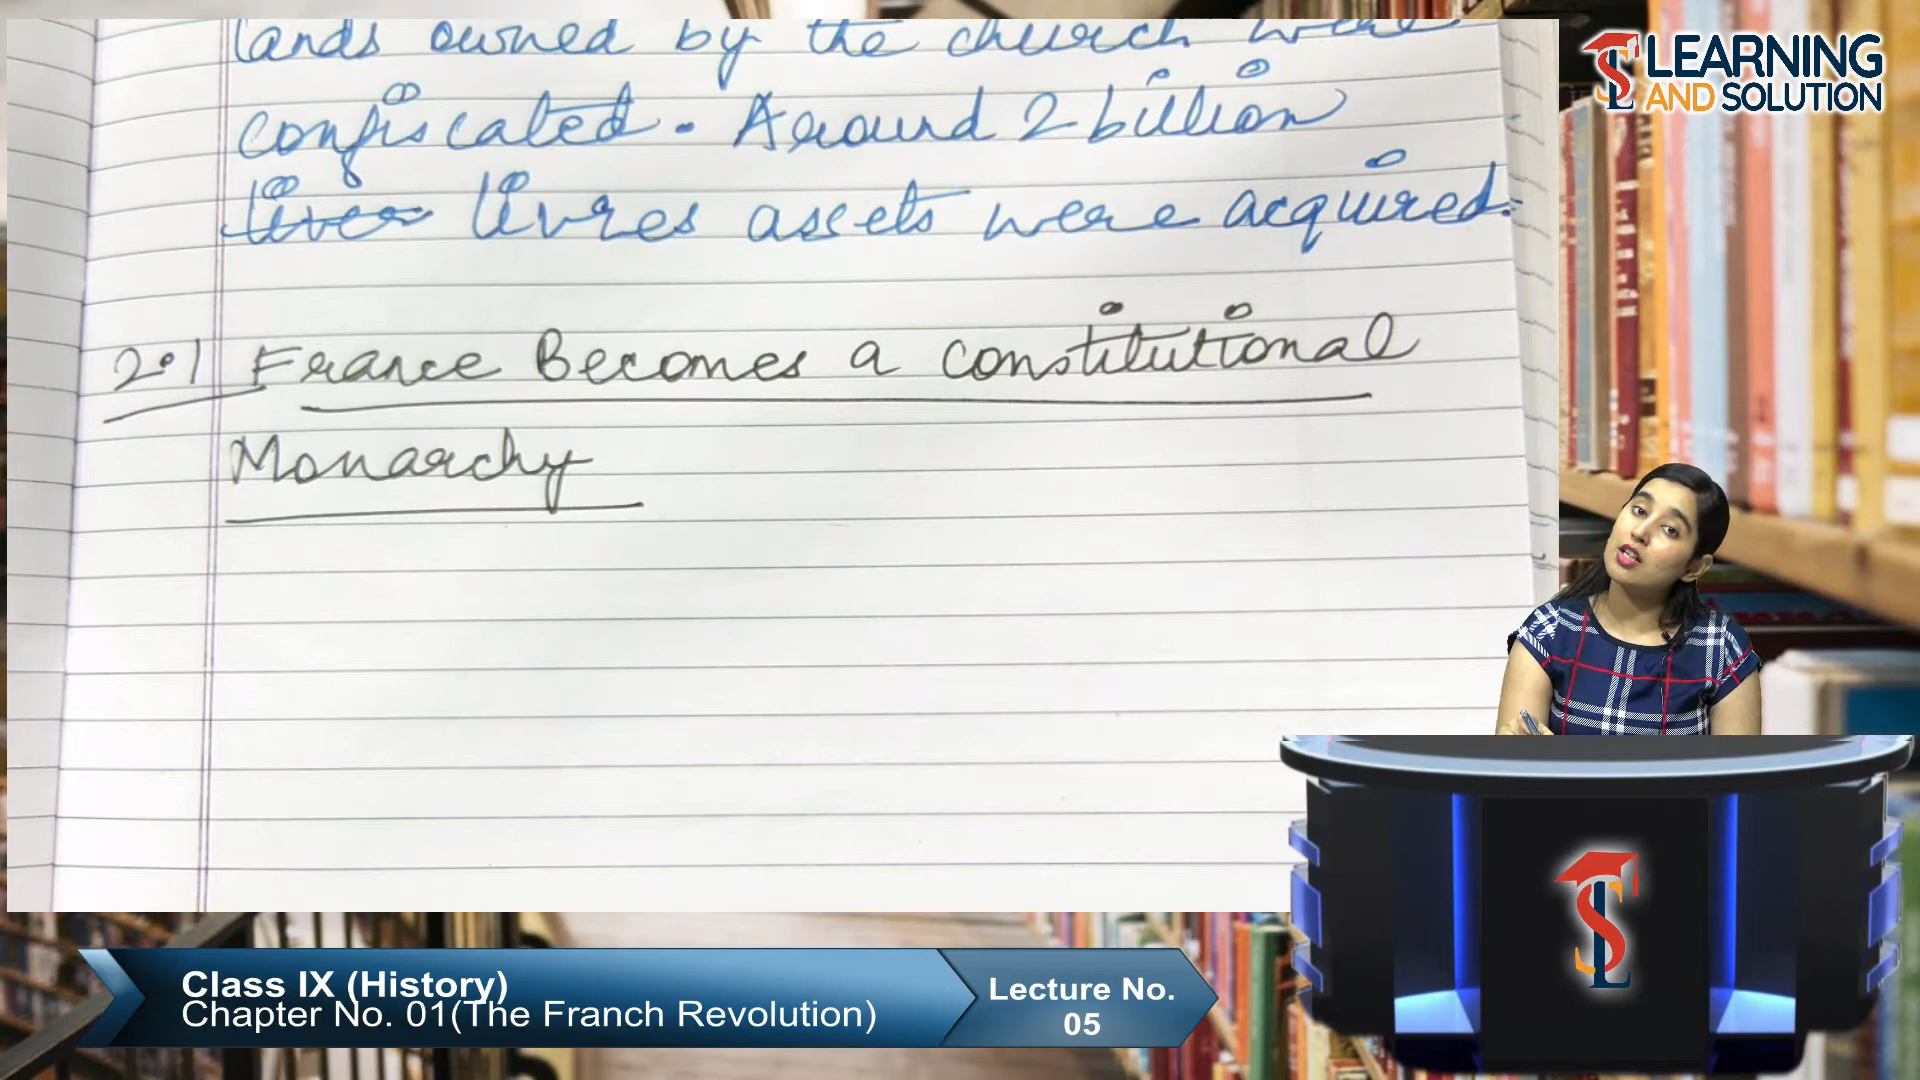 lands owned by the church were
confiscated. Around 2 billion
liver livres assets were acquired.
2.1 France Becomes a constitutional
Monarchy
LEARNING
AND SOLUTION
Class IX (History)
Chapter No. 01(The Franch Revolution)
Lecture No.
05